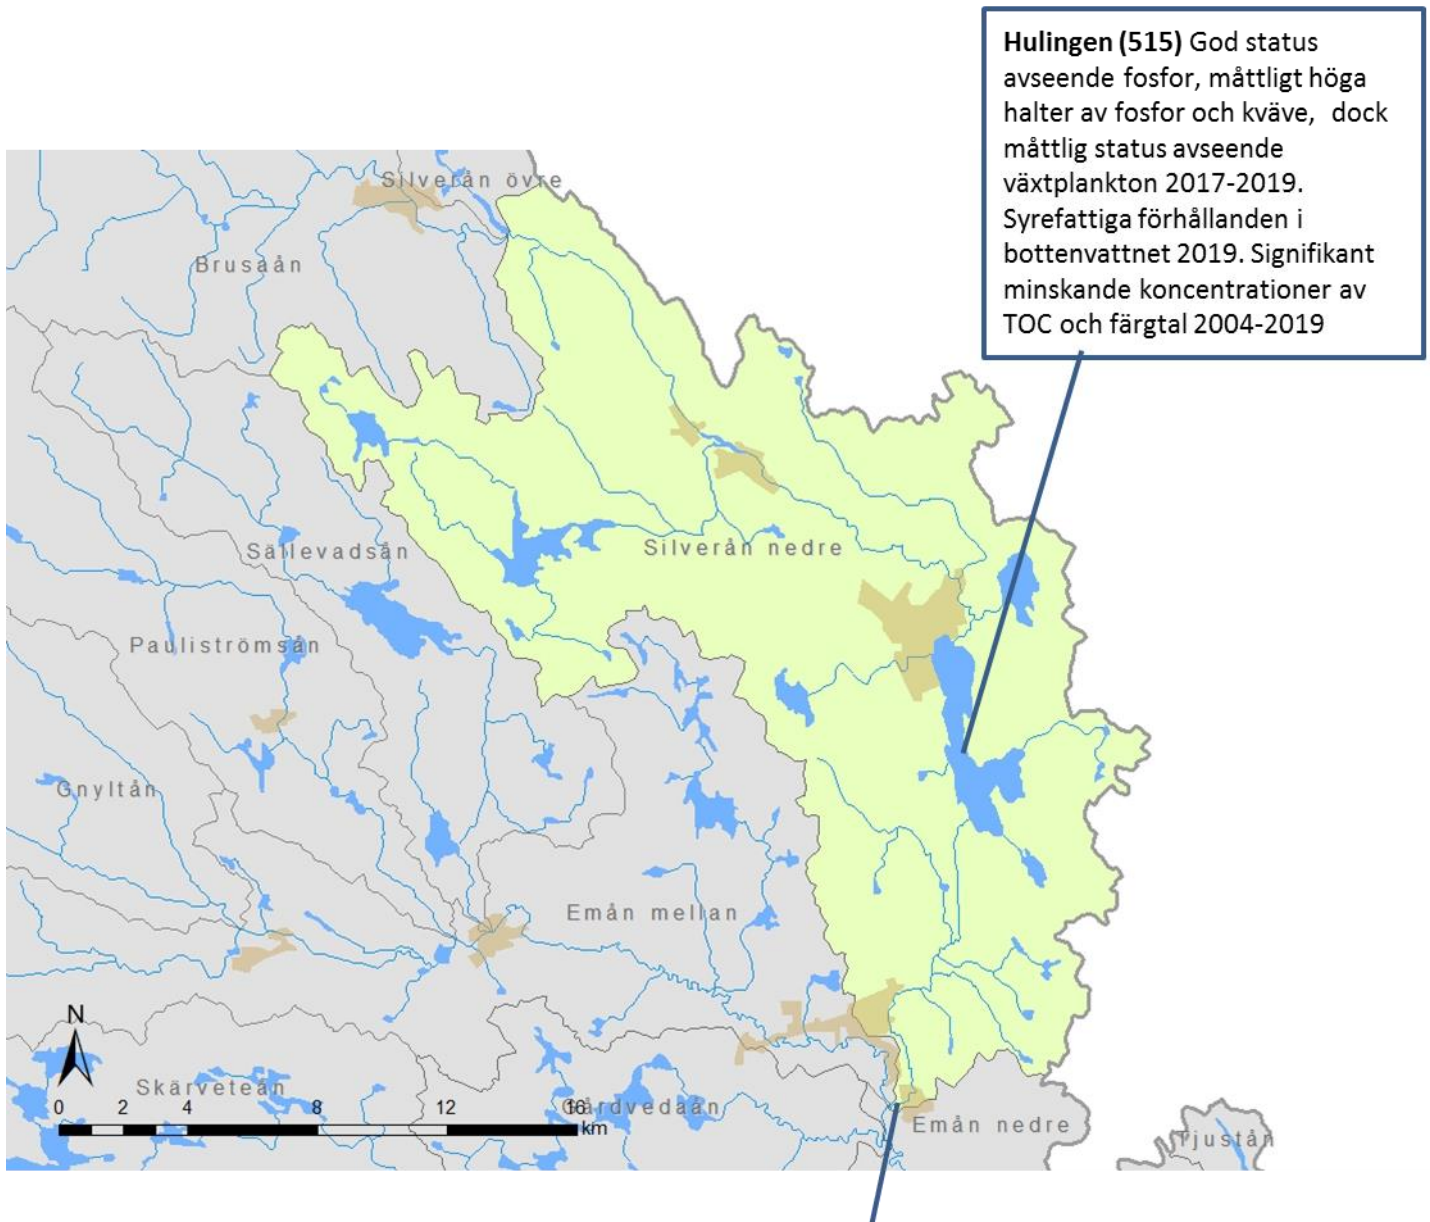 Hulingen (515) God status
avseende fosfor, måttligt höga
halter av fosfor och kväve, dock
måttlig status avseende
växtplankton 2017-2019.
Syrefattiga förhållanden i
bottenvattnet 2019. Signifikant
minskande koncentrationer av
TOC och färgtal 2004-2019
Silverån övre
Brusaån
Sällevadsån
Silverån nedre
Pauliströmsån
Gnyltån
Emån mellan
N
Skärveteån
Gårdvedaån
0 2 4 8 12 16
km
Emån nedre
Tjustån